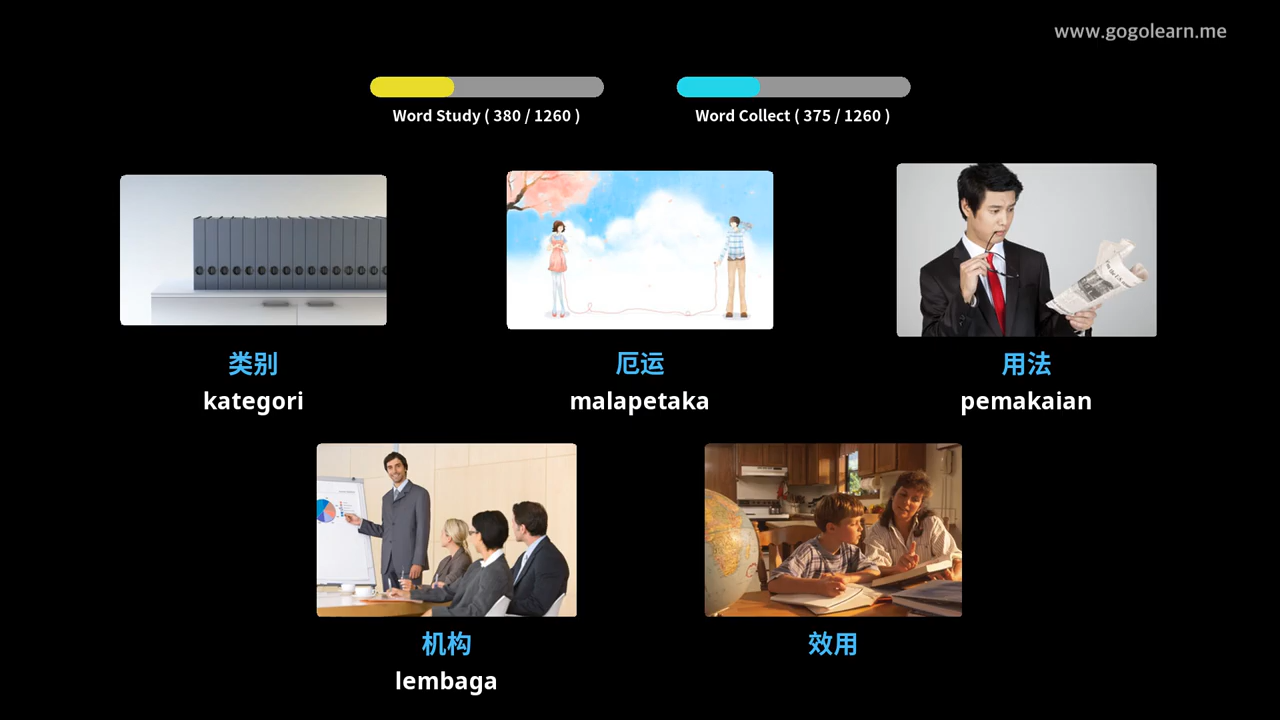 www.gogolearn.me
Word Study ( 380 / 1260 )
Word Collect ( 375 / 1260 )
类别
kategori
厄运
malapetaka
用法
pemakaian
机构
lembaga
效用